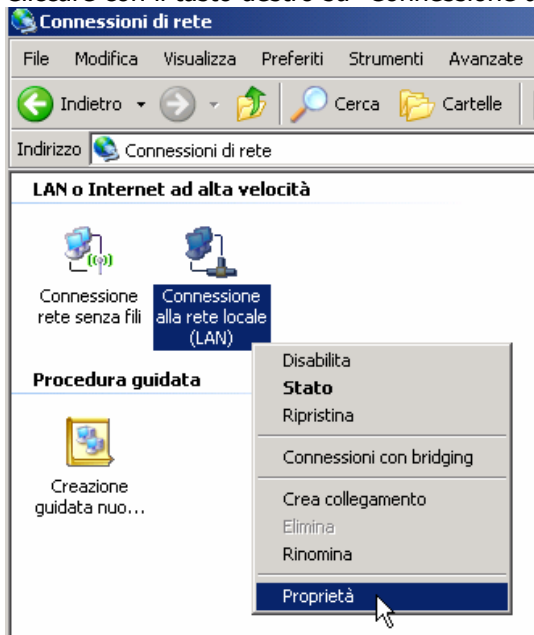 Connessioni di rete
File Modifica Visualizza Preferiti Strumenti Avanzate
Indietro Cerca Cartelle
Indirizzo Connessioni di rete
LAN o Internet ad alta velocità
Connessione
rete senza fili
Connessione
alla rete locale
(LAN)
Disabilita
Stato
Ripristina
Connessioni con bridging
Crea collegamento
Elimina
Rinomina
Proprietà
Procedura guidata
Creazione
guidata nuo...